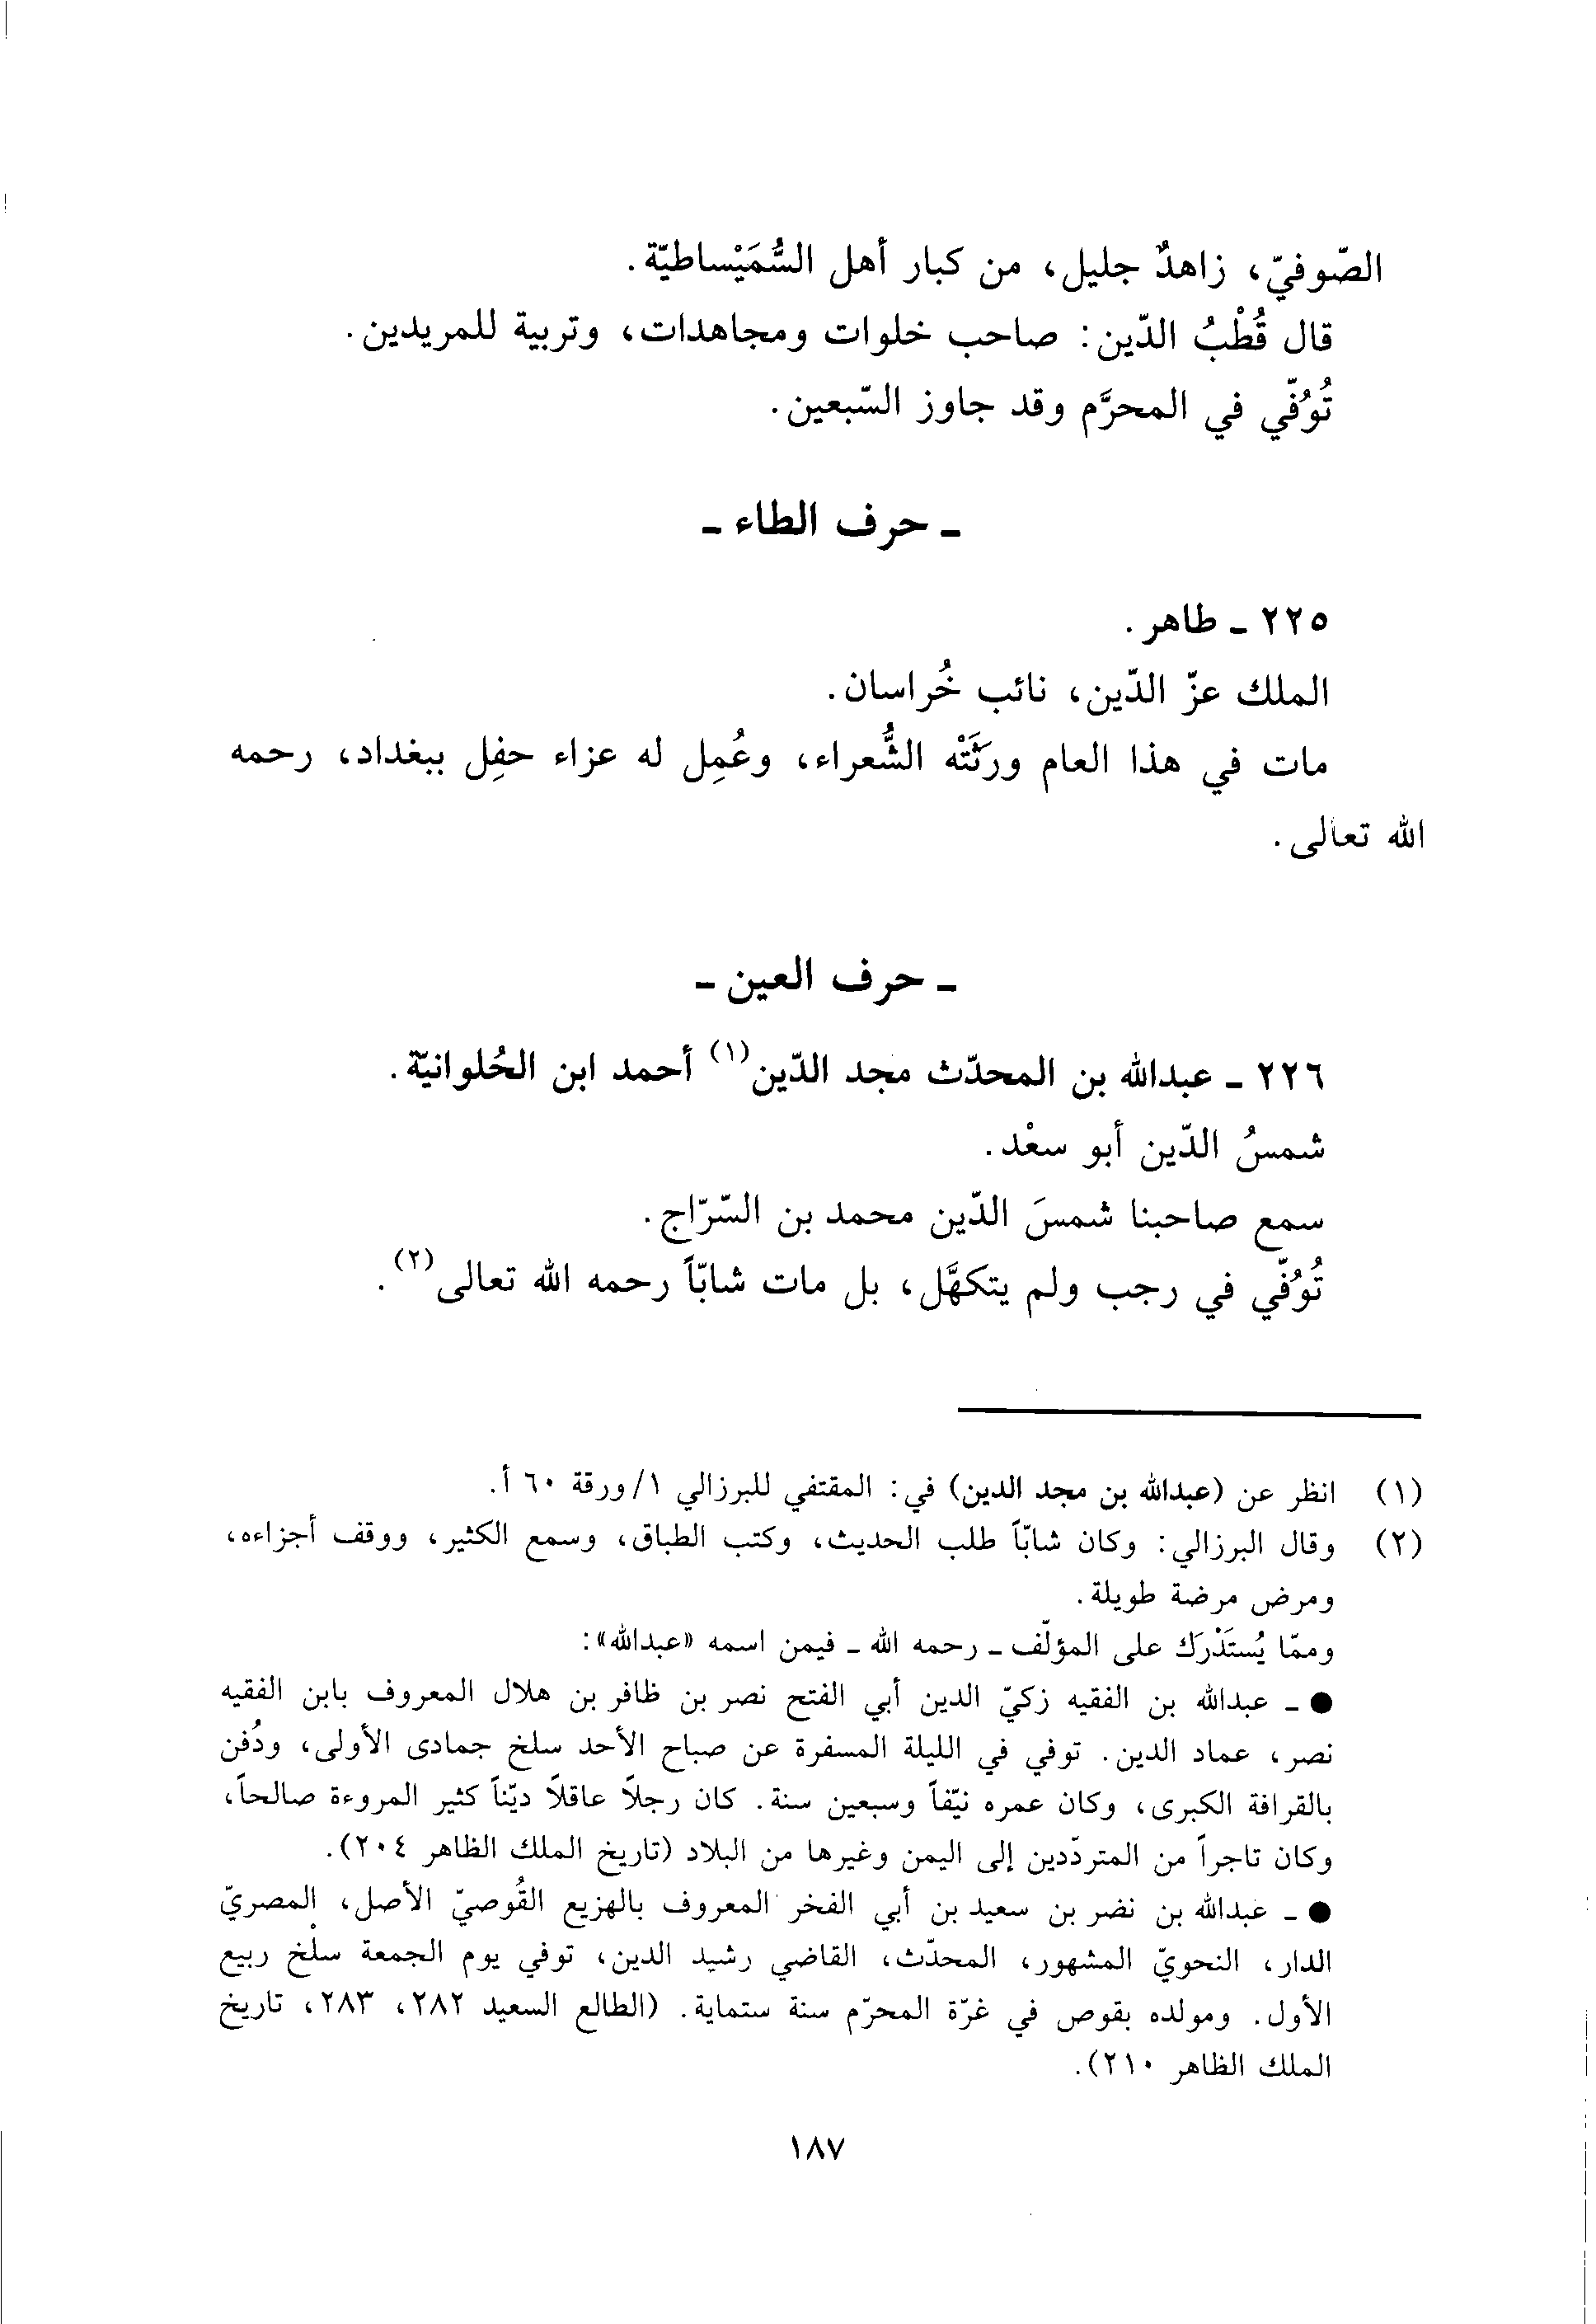 الصّوفيّ، زاهدٌ جليل، من كبار أهل السُّمَيْساطيّة.
قال قُطْبُ الدّين: صاحب خلوات ومجاهدات، وتربية للمريدين.
تُوُفّي في المحرَّم وقد جاوز السّبعين.
ـ حرف الطاء ـ
٢٢٥ ـ طاهر.
الملك عزّ الدّين، نائب خُراسان.
مات في هذا العام ورثَتْه الشُّعراء، وعُمِل له عزاء حفِل ببغداد، رحمه
الله تعالى.
ـ حرف العين ـ
٢٢٦ ـ عبدالله بن المحدّث مجد الدّين(١) أحمد ابن الحُلوانيّة.
شمسُ الدّين أبو سعْد.
سمع صاحبنا شمسَ الدّين محمد بن السّرّاج.
تُوُفّي في رجب ولم يتكهَّل، بل مات شابّاً رحمه الله تعالى(٢).
(١) انظر عن (عبدالله بن مجد الدين) في: المقتفي للبرزالي ١/ورقة ٦٠ أ.
(٢) وقال البرزالي: وكان شابّاً طلب الحديث، وكتب الطباق، وسمع الكثير، ووقف أجزاءه،
ومرض مرضة طويلة.
وممّا يُستَدْرَك على المؤلّف ـ رحمه الله ـ فيمن اسمه «عبدالله»:
● ـ عبدالله بن الفقيه زكيّ الدين أبي الفتح نصر بن ظافر بن هلال المعروف بابن الفقيه
نصر، عماد الدين. توفي في الليلة المسفرة عن صباح الأحد سلخ جمادى الأولى، ودُفن
بالقرافة الكبرى، وكان عمره نيّفاً وسبعين سنة. كان رجلاً عاقلاً ديّناً كثير المروءة صالحاً،
وكان تاجراً من المتردّدين إلى اليمن وغيرها من البلاد (تاريخ الملك الظاهر ٢٠٤).
● ـ عبدالله بن نضر بن سعيد بن أبي الفخر المعروف بالهزيع القُوصيّ الأصل، المصريّ
الدار، النحويّ المشهور، المحدّث، القاضي رشيد الدين، توفي يوم الجمعة سلخ ربيع
الأول. ومولده بقوص في غرّة المحرّم سنة ستماية. (الطالع السعيد ٢٨٢، ٢٨٣، تاريخ
الملك الظاهر ٢١٠).
١٨٧